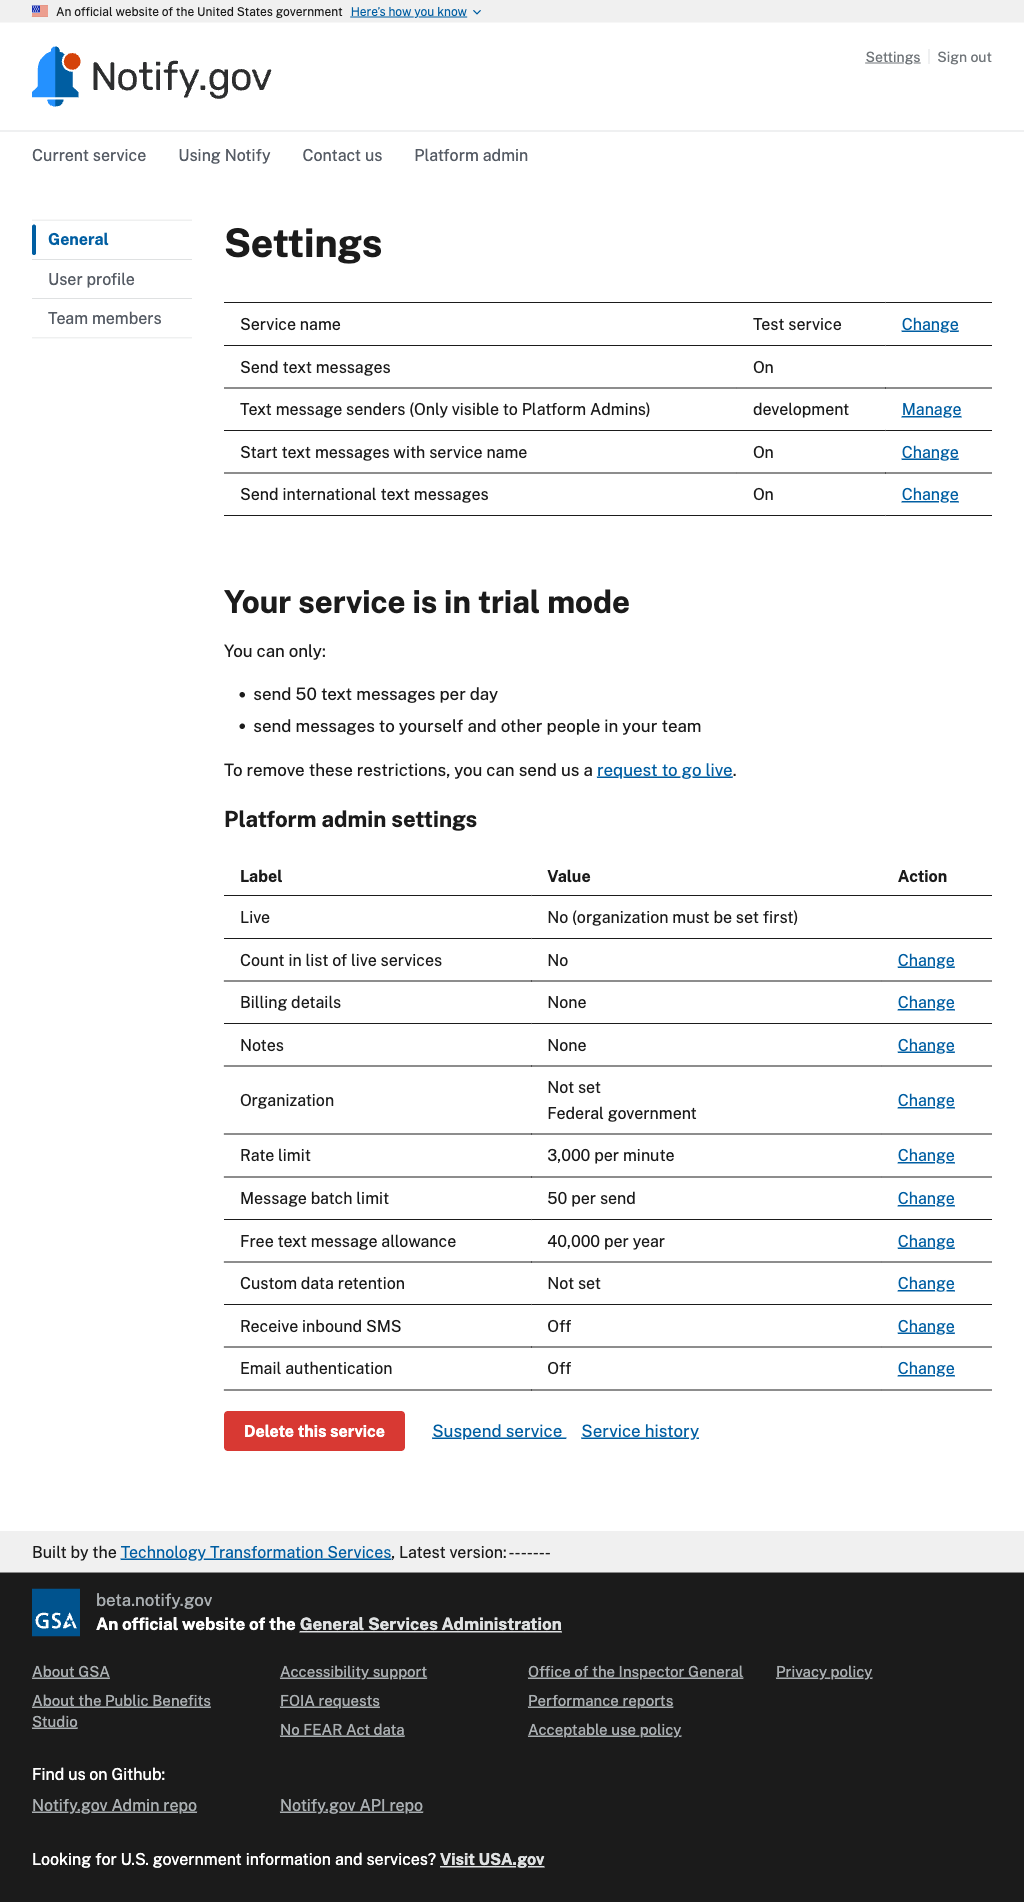 An official website of the United States government Here's how you know
Notify.gov
Settings Sign out
Current service Using Notify Contact us Platform admin
General
User profile
Team members
Settings
Service name Test service Change
Send text messages On
Text message senders (Only visible to Platform Admins) development Manage
Start text messages with service name On Change
Send international text messages On Change
Your service is in trial mode
You can only:
• send 50 text messages per day
• send messages to yourself and other people in your team
To remove these restrictions, you can send us a request to go live.
Platform admin settings
Label Value Action
Live No (organization must be set first)
Count in list of live services No Change
Billing details None Change
Notes None Change
Organization Not set
Federal government Change
Rate limit 3,000 per minute Change
Message batch limit 50 per send Change
Free text message allowance 40,000 per year Change
Custom data retention Not set Change
Receive inbound SMS Off Change
Email authentication Off Change
Delete this service Suspend service Service history
Built by the Technology Transformation Services, Latest version: -------
GSA
beta.notify.gov
An official website of the General Services Administration
About GSA
About the Public Benefits
Studio
Accessibility support
FOIA requests
No FEAR Act data
Office of the Inspector General
Performance reports
Acceptable use policy
Privacy policy
Find us on Github:
Notify.gov Admin repo Notify.gov API repo
Looking for U.S. government information and services? Visit USA.gov